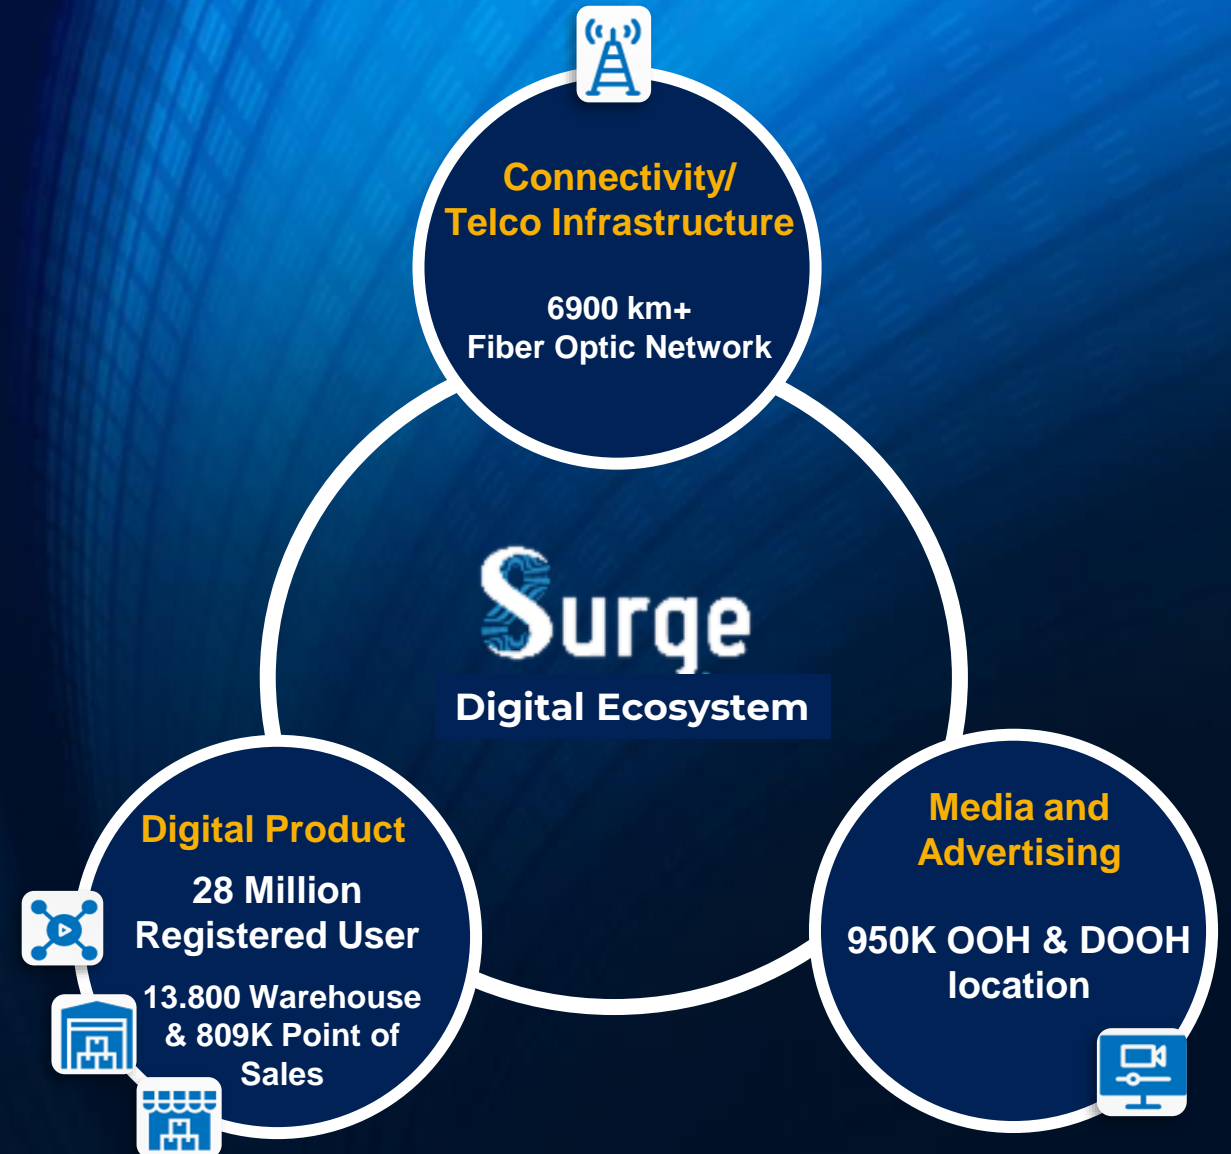 Connectivity/
Telco Infrastructure
6900 km+
Fiber Optic Network
Surge
Digital Ecosystem
Digital Product
28 Million
Registered User
13.800 Warehouse
& 809K Point of
Sales
Media and
Advertising
950K OOH & DOOH
location